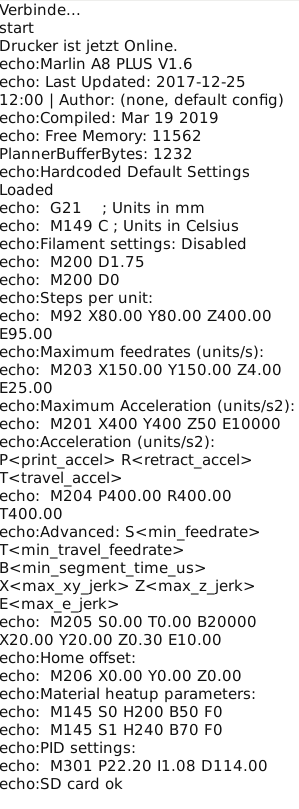 Verbinde...
start
Drucker ist jetzt Online.
echo:Marlin A8 PLUS V1.6
echo: Last Updated: 2017-12-25
12:00 | Author: (none, default config)
echo:Compiled: Mar 19 2019
echo: Free Memory: 11562
PlannerBufferBytes: 1232
echo:Hardcoded Default Settings
Loaded
echo:  G21    ; Units in mm
echo:  M149 C ; Units in Celsius
echo:Filament settings: Disabled
echo:  M200 D1.75
echo:  M200 D0
echo:Steps per unit:
echo:  M92 X80.00 Y80.00 Z400.00
E95.00
echo:Maximum feedrates (units/s):
echo:  M203 X150.00 Y150.00 Z4.00
E25.00
echo:Maximum Acceleration (units/s2):
echo:  M201 X400 Y400 Z50 E10000
echo:Acceleration (units/s2):
P<print_accel> R<retract_accel>
T<travel_accel>
echo:  M204 P400.00 R400.00
T400.00
echo:Advanced: S<min_feedrate>
T<min_travel_feedrate>
B<min_segment_time_us>
X<max_xy_jerk> Z<max_z_jerk>
E<max_e_jerk>
echo:  M205 S0.00 T0.00 B20000
X20.00 Y20.00 Z0.30 E10.00
echo:Home offset:
echo:  M206 X0.00 Y0.00 Z0.00
echo:Material heatup parameters:
echo:  M145 S0 H200 B50 F0
echo:  M145 S1 H240 B70 F0
echo:PID settings:
echo:  M301 P22.20 I1.08 D114.00
echo:SD card ok